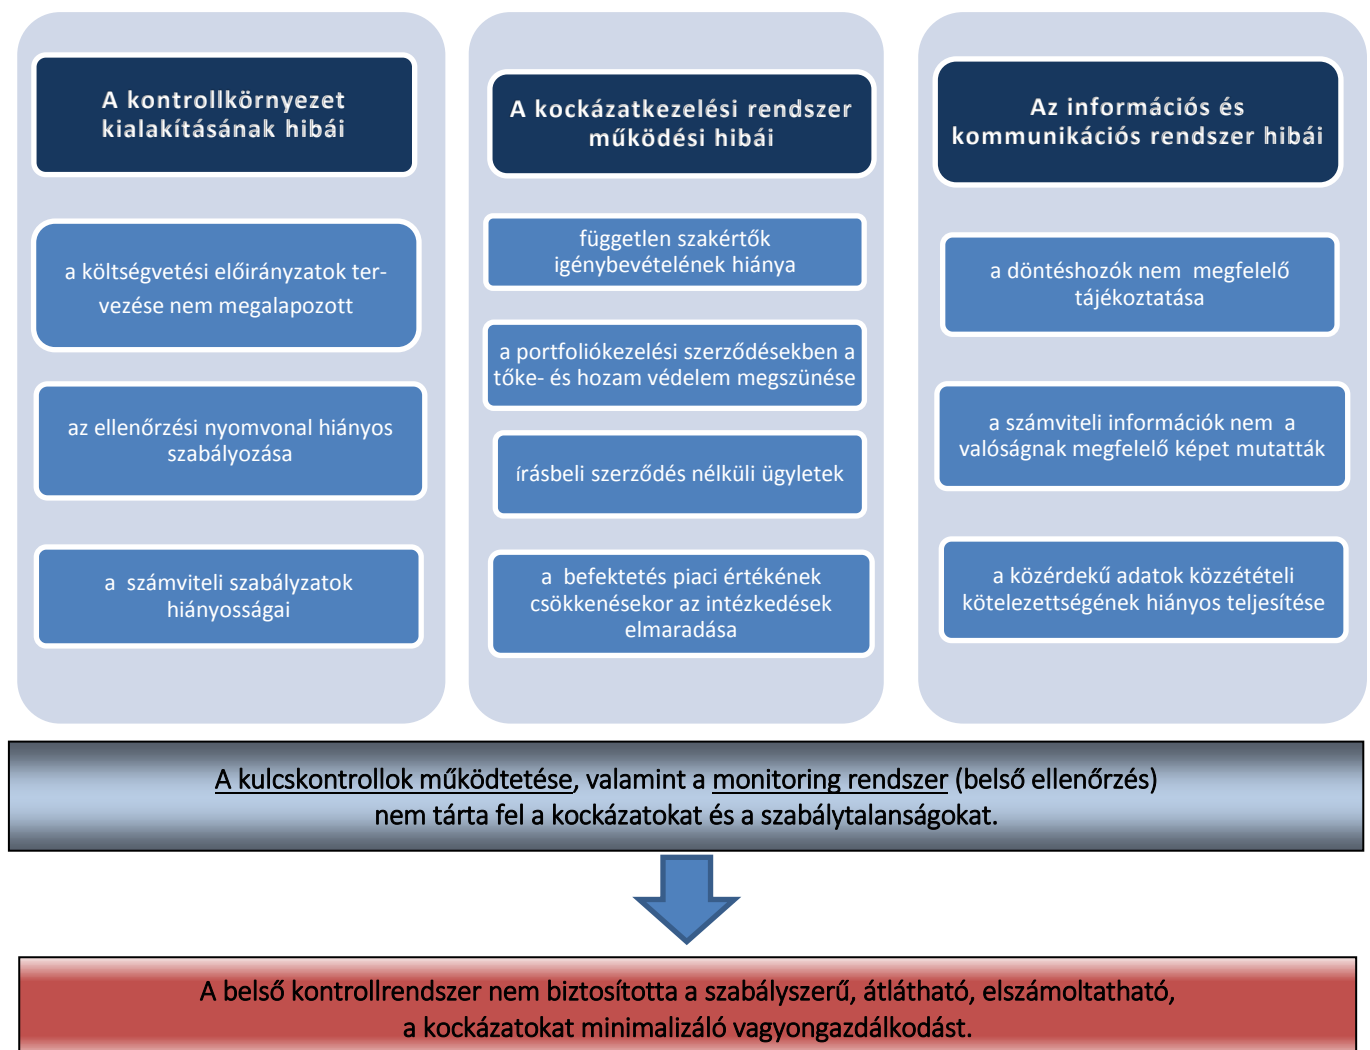 A kontrollkörnyezet
kialakításának hibái
a költségvetési előirányzatok ter-
vezése nem megalapozott
az ellenőrzési nyomvonal hiányos
szabályozása
a számviteli szabályzatok
hiányosságai
A kockázatkezelési rendszer
működési hibái
független szakértők
igénybevételének hiánya
a portfoliókezelési szerződésekben a
tőke- és hozam védelem megszünése
írásbeli szerződés nélküli ügyletek
a befektetés piaci értékének
csökkenésekor az intézkedések
elmaradása
Az információs és
kommunikációs rendszer hibái
a döntéshozók nem megfelelő
tájékoztatása
a számviteli információk nem a
valóságnak megfelelő képet mutatták
a közérdekű adatok közzétételi
kötelezettségének hiányos teljesítése
A kulcskontrollok működtetése, valamint a monitoring rendszer (belső ellenőrzés)
nem tárta fel a kockázatokat és a szabálytalanságokat.
A belső kontrollrendszer nem biztosította a szabályszerű, átlátható, elszámoltatható,
a kockázatokat minimalizáló vagyongazdálkodást.